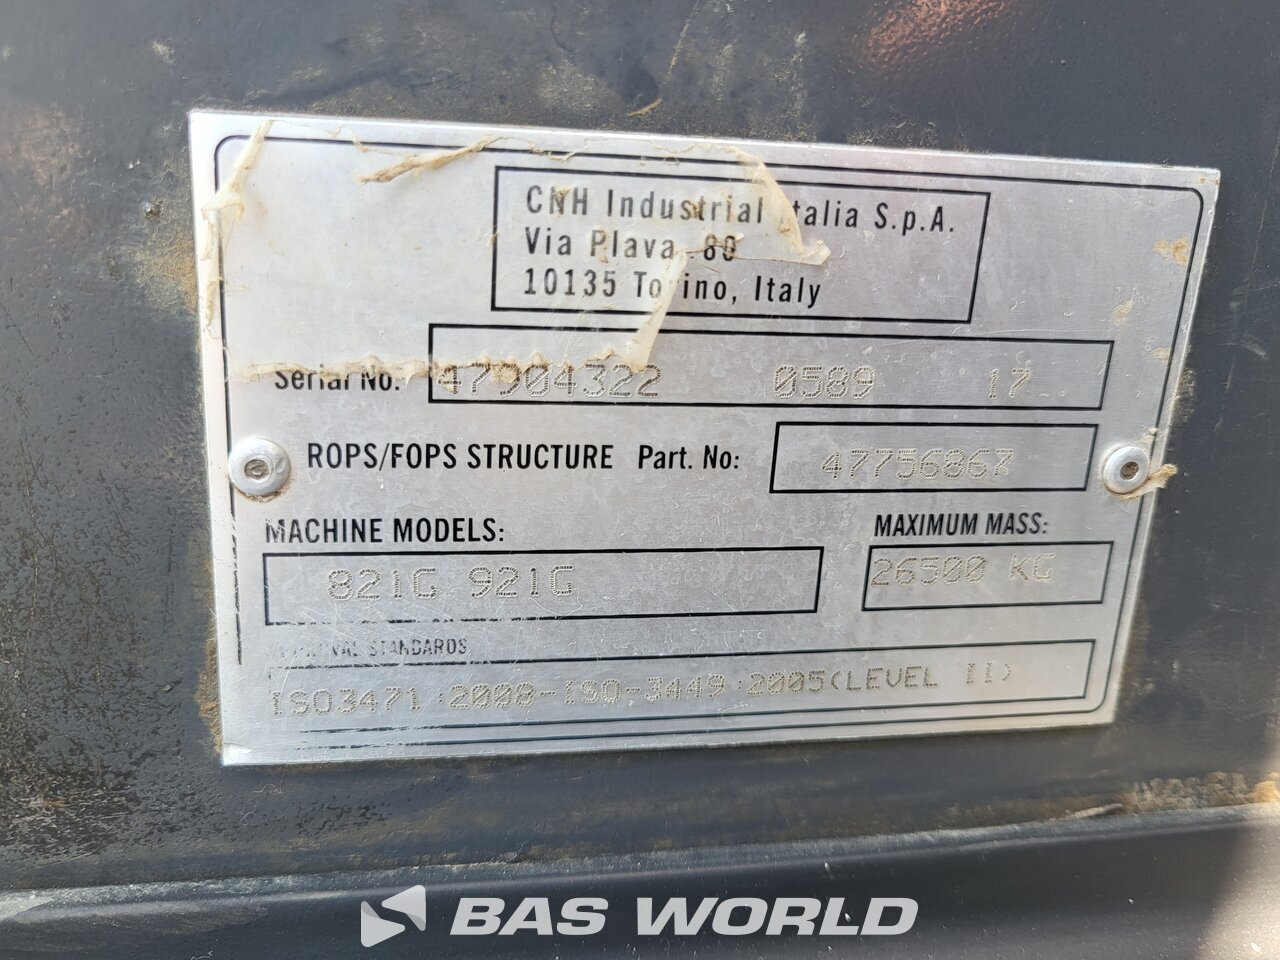 CNH Industrial Italia S.p.A.
Via Plava, 80
10135 Torino, Italy
Serial No. 47904322 0589 17
ROPS/FOPS STRUCTURE Part. No: 47756867
MACHINE MODELS: MAXIMUM MASS:
821G 921G 26500 KG
STANDARDS
ISO3471:2000-ISO-3449:2005(LEVEL II)
BAS WORLD